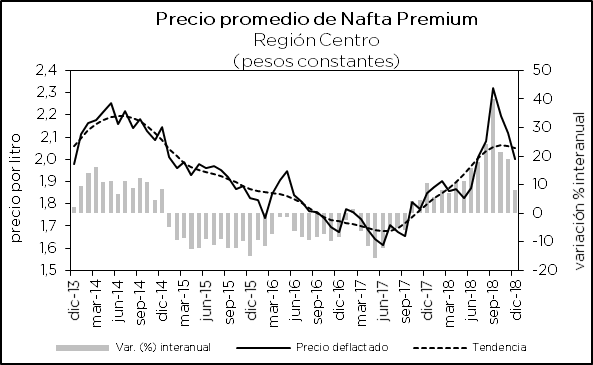 Precio promedio de Nafta Premium
Región Centro
(pesos constantes)
precio por litro
2,4
2,3
2,2
2,1
2,0
1,9
1,8
1,7
1,6
1,5
50
40
30
20
10
0
-10
-20
variación % interanual
dic-13
mar-14
jun-14
sep-14
dic-14
mar-15
jun-15
sep-15
dic-15
mar-16
jun-16
sep-16
dic-16
mar-17
jun-17
sep-17
dic-17
mar-18
jun-18
sep-18
dic-18
Var. (%) interanual
Precio deflactado
Tendencia